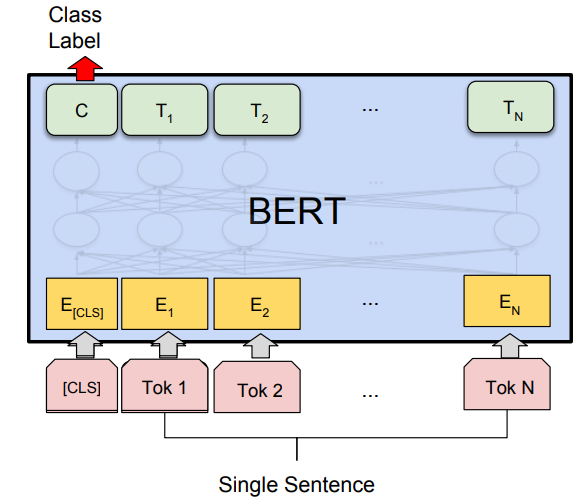 Class
Label
C T1 T2 ... TN
...
BERT
...
E[CLS] E1 E2 ... EN
[CLS] Tok 1 Tok 2 ... Tok N
Single Sentence